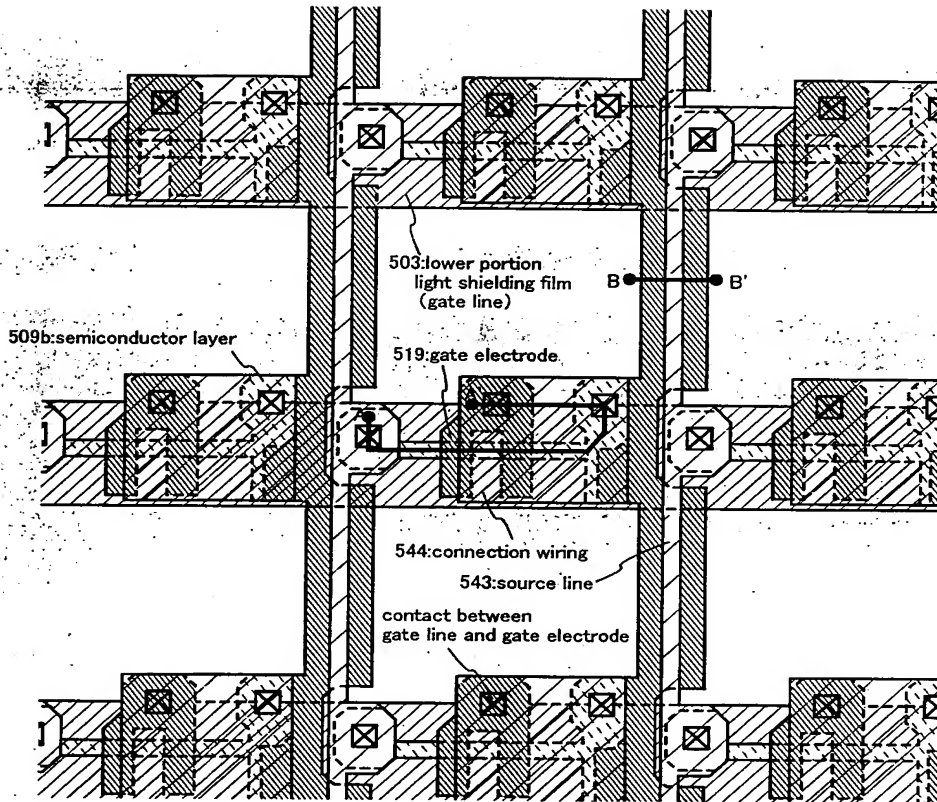 503:lower portion
light shielding film
(gate line)
B
B'
509b:semiconductor layer
519:gate electrode
A
544:connection wiring
543:source line
contact between
gate line and gate electrode